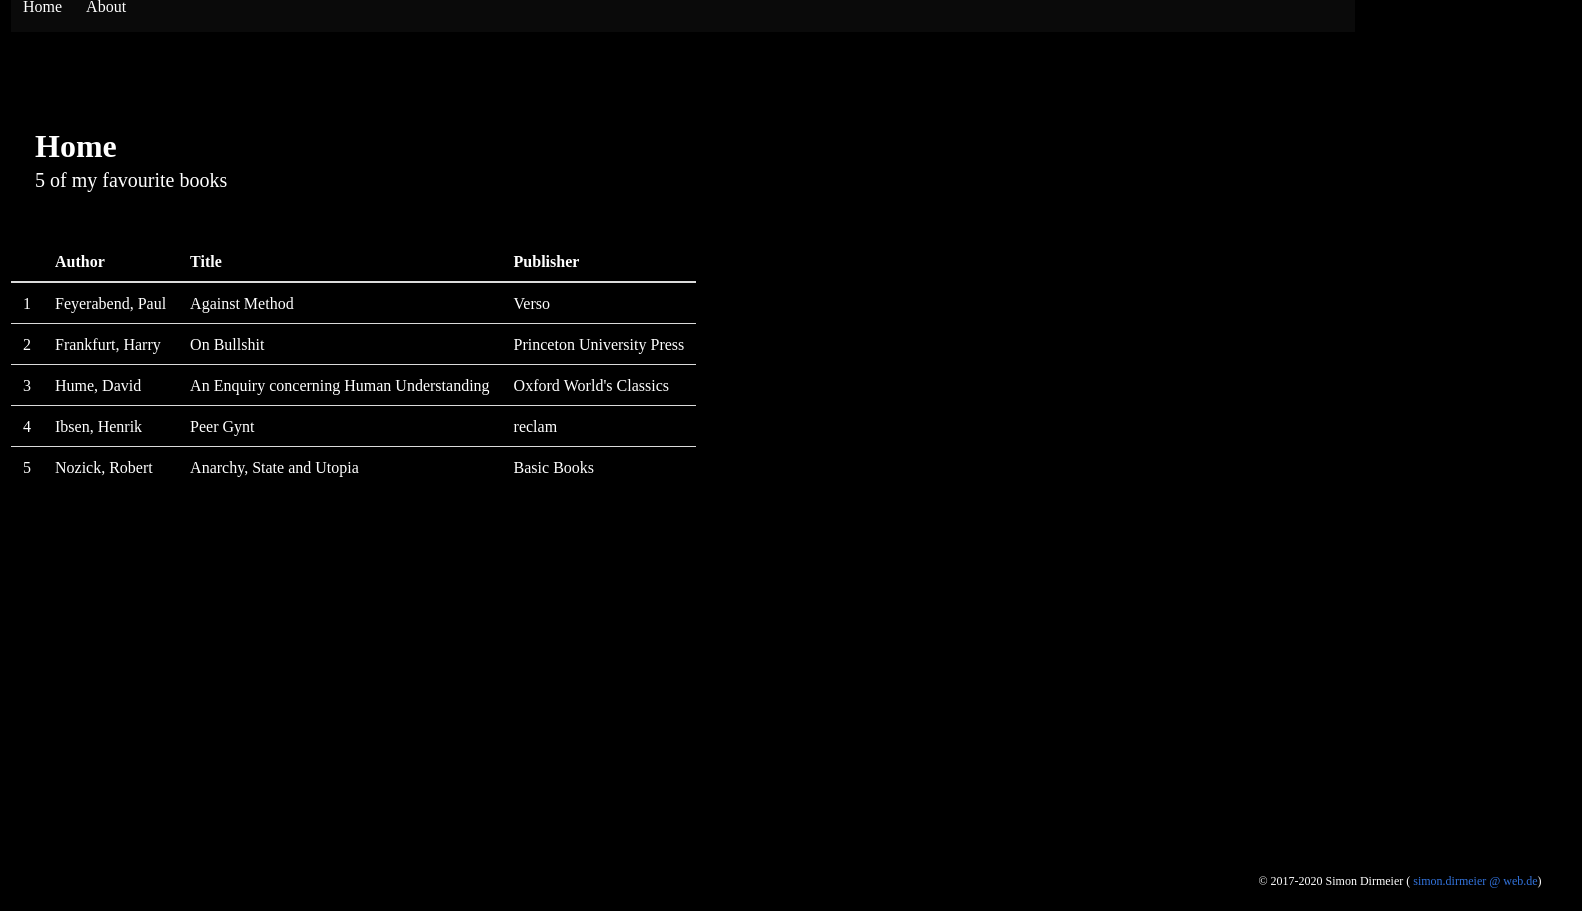 Home About
Home
5 of my favourite books
Author Title Publisher
1 Feyerabend, Paul Against Method Verso
2 Frankfurt, Harry On Bullshit Princeton University Press
3 Hume, David An Enquiry concerning Human Understanding Oxford World's Classics
4 Ibsen, Henrik Peer Gynt reclam
5 Nozick, Robert Anarchy, State and Utopia Basic Books
© 2017-2020 Simon Dirmeier ( simon.dirmeier @ web.de)